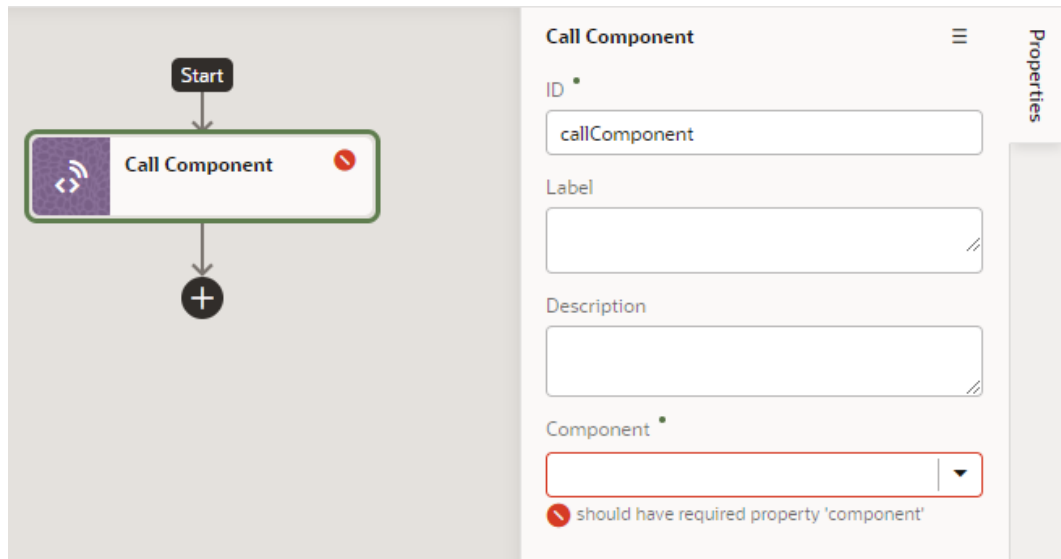 Start
Call Component
Call Component
Properties
ID
callComponent
Label
Description
Component
should have required property 'component'